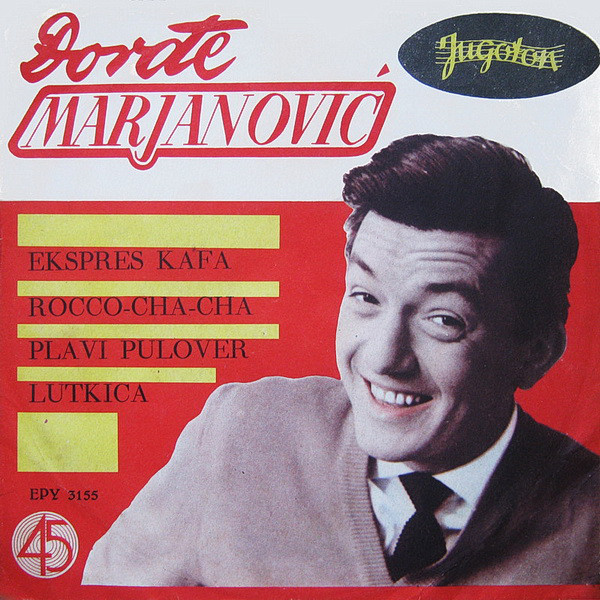 Đorđe
MARJANOVIĆ
Jugoton
EKSPRES KAFA
ROCCO-CHA-CHA
PLAVI PULOVER
LUTKICA
EPY 3155
45